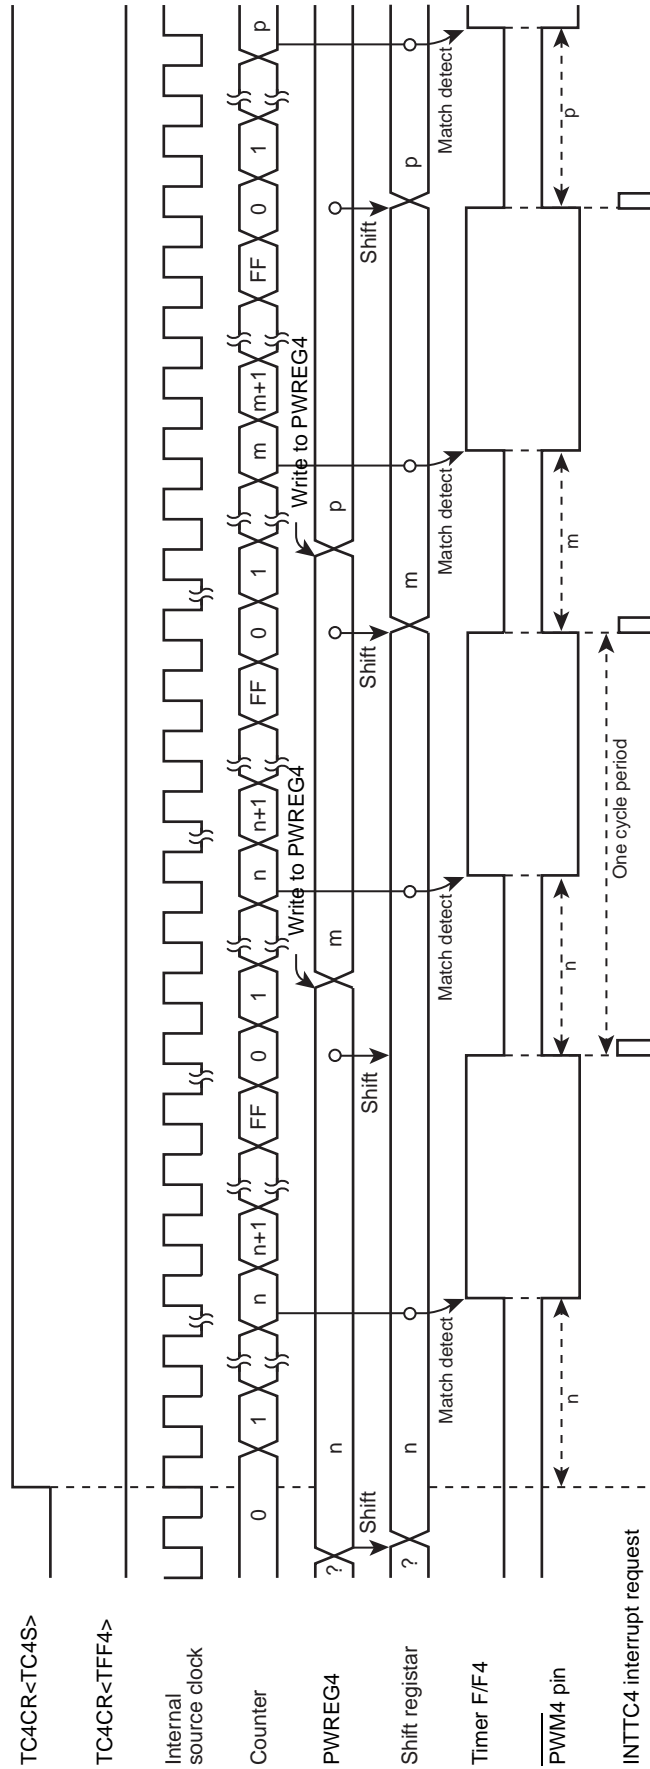 TC4CR<TC4S>
TC4CR<TFF4>
Internal
source clock
Counter 0 1 n n+1 FF 0 1 n n+1 FF 0 1 m m+1 FF 0 1 p
Write to PWREG4 Write to PWREG4
PWREG4 ? n m p
Shift Shift Shift Shift
Shift registar ? n n m p
Match detect Match detect Match detect Match detect
Timer F/F4
PWM4 pin n n m p
One cycle period
INTTC4 interrupt request